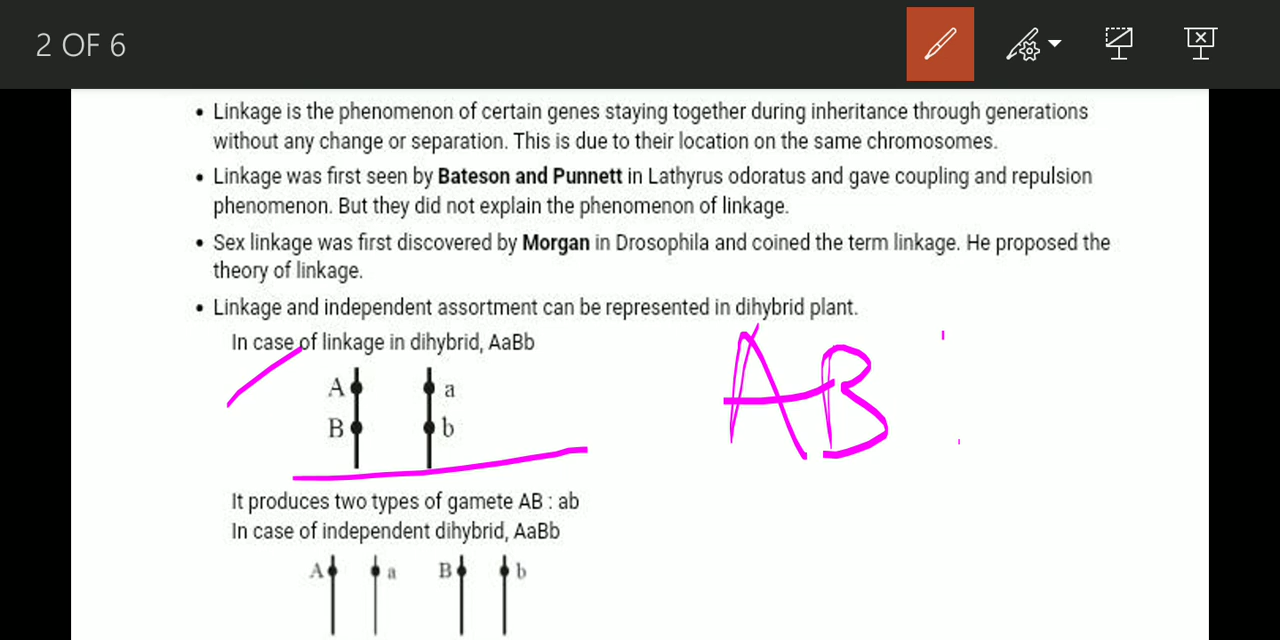 2 OF 6
• Linkage is the phenomenon of certain genes staying together during inheritance through generations
without any change or separation. This is due to their location on the same chromosomes.
• Linkage was first seen by Bateson and Punnett in Lathyrus odoratus and gave coupling and repulsion
phenomenon. But they did not explain the phenomenon of linkage.
• Sex linkage was first discovered by Morgan in Drosophila and coined the term linkage. He proposed the
theory of linkage.
• Linkage and independent assortment can be represented in dihybrid plant.
In case of linkage in dihybrid, AaBb
A a
B b
AB :
It produces two types of gamete AB : ab
In case of independent dihybrid, AaBb
A a B b